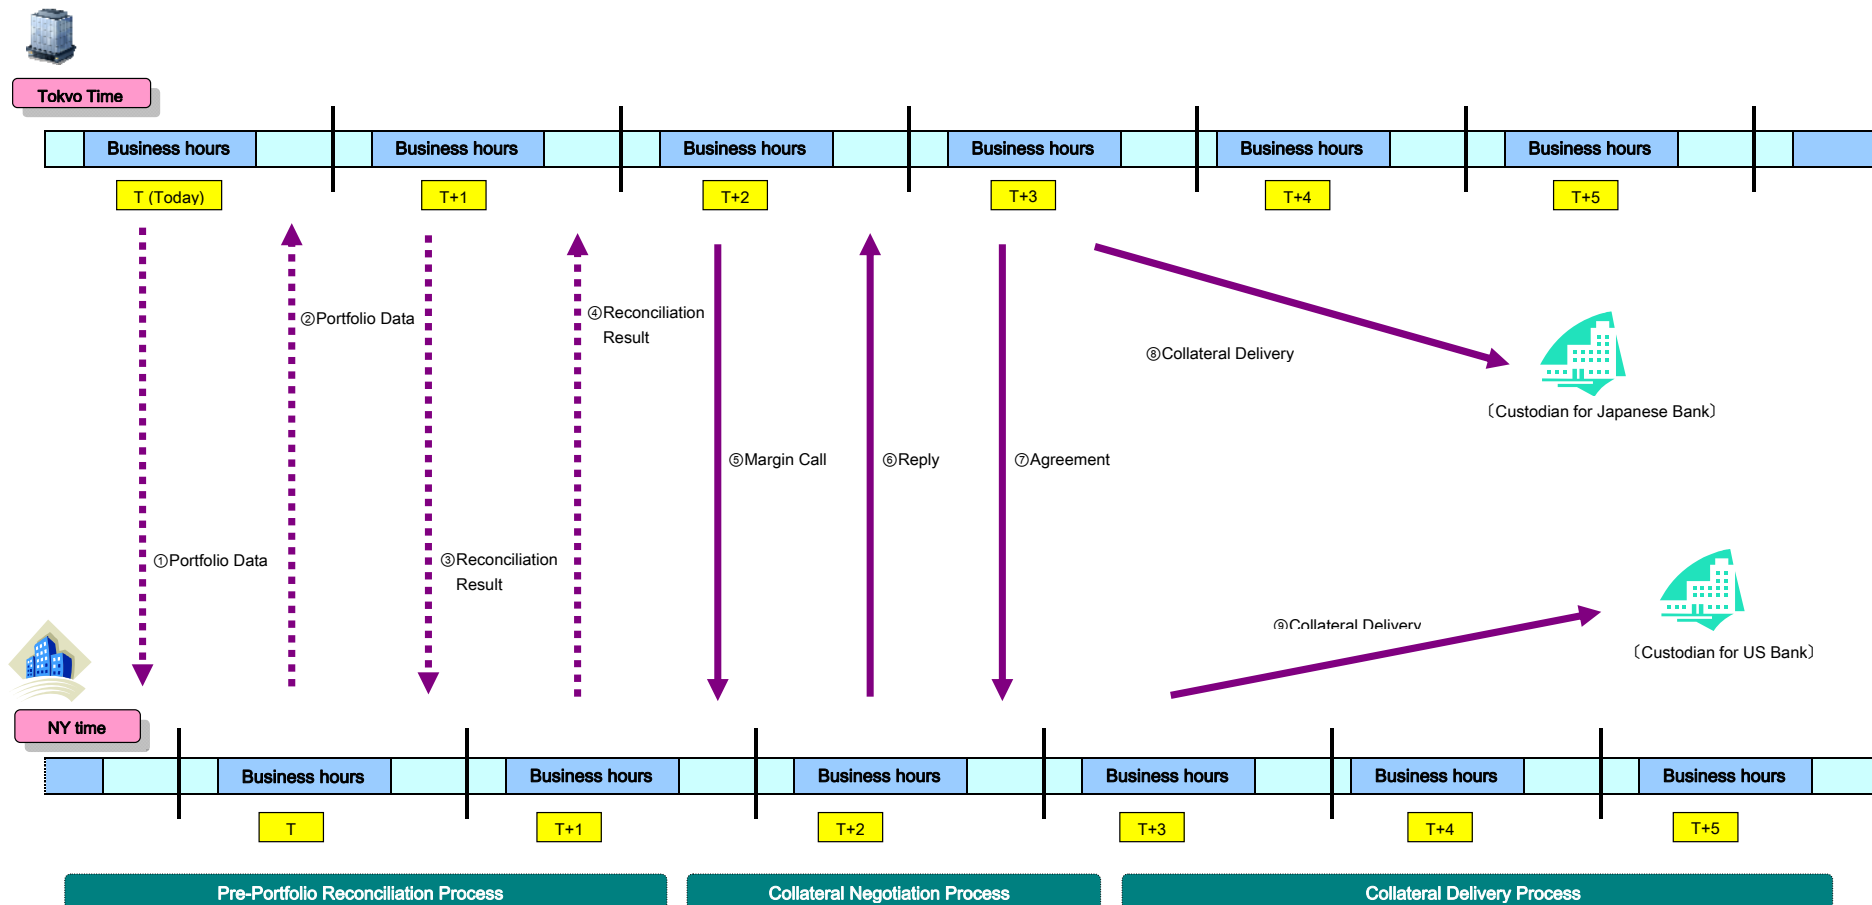 Tokyo Time
Business hours
Business hours
Business hours
Business hours
Business hours
Business hours
T (Today)
T+1
T+2
T+3
T+4
T+5
②Portfolio Data
④Reconciliation
Result
⑧Collateral Delivery
〔Custodian for Japanese Bank〕
⑤Margin Call
⑥Reply
⑦Agreement
①Portfolio Data
③Reconciliation
Result
⑨Collateral Delivery
〔Custodian for US Bank〕
NY time
Business hours
Business hours
Business hours
Business hours
Business hours
Business hours
T
T+1
T+2
T+3
T+4
T+5
Pre-Portfolio Reconciliation Process
Collateral Negotiation Process
Collateral Delivery Process